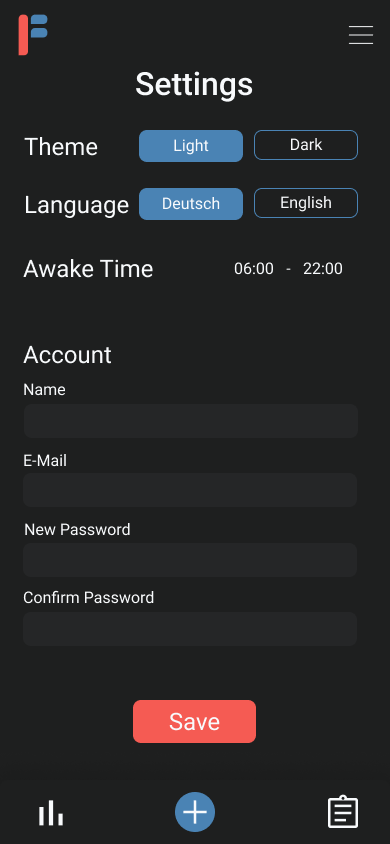 Settings
Theme Light Dark
Language Deutsch English
Awake Time 06:00 - 22:00
Account
Name
E-Mail
New Password
Confirm Password
Save